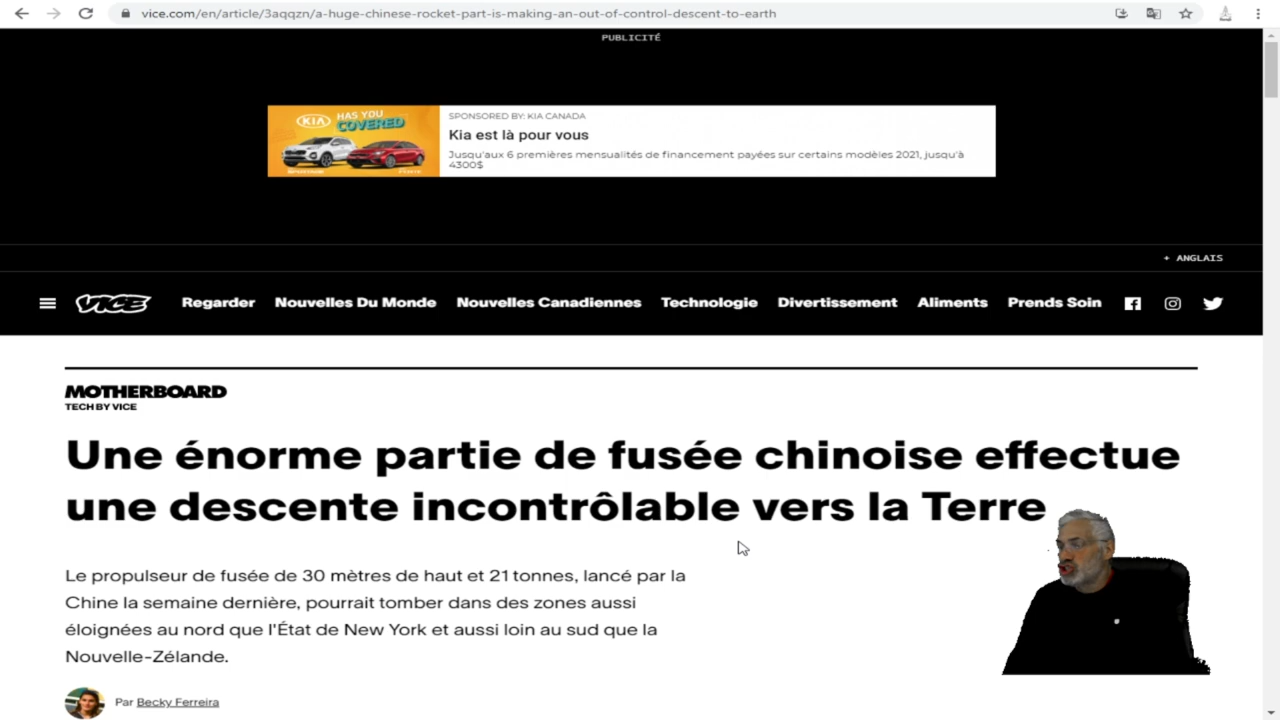 vice.com/en/article/3aqqzn/a-huge-chinese-rocket-part-is-making-an-out-of-control-descent-to-earth
PUBLICITÉ
KIA HAS YOU
COVERED
SPONSORED BY: KIA CANADA
Kia est là pour vous
Jusqu'aux 6 premières mensualités de financement payées sur certains modèles 2021, jusqu'à
4300$
+ ANGLAIS
VICE Regarder Nouvelles Du Monde Nouvelles Canadiennes Technologie Divertissement Aliments Prends Soin
MOTHERBOARD
TECH BY VICE
Une énorme partie de fusée chinoise effectue
une descente incontrôlable vers la Terre
Le propulseur de fusée de 30 mètres de haut et 21 tonnes, lancé par la
Chine la semaine dernière, pourrait tomber dans des zones aussi
éloignées au nord que l'État de New York et aussi loin au sud que la
Nouvelle-Zélande.
Par Becky Ferreira